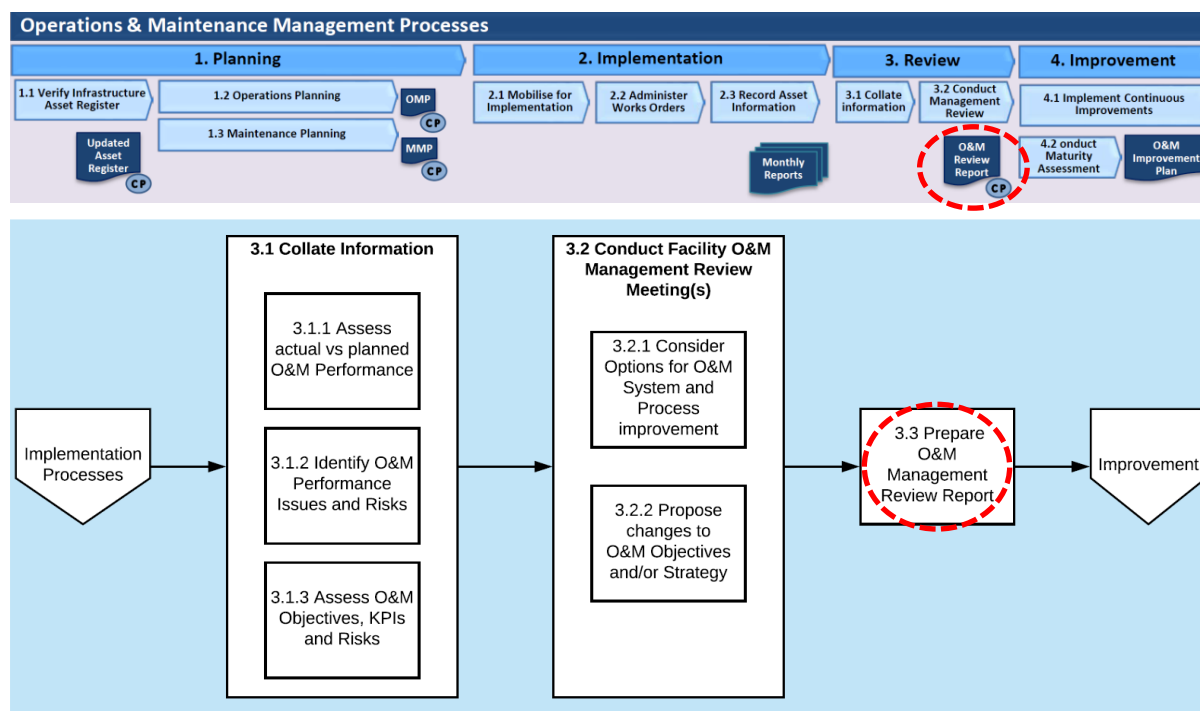 Operations & Maintenance Management Processes
1. Planning
2. Implementation
3. Review
4. Improvement
1.1 Verify Infrastructure
Asset Register
1.2 Operations Planning
OMP
CP
1.3 Maintenance Planning
MMP
CP
Updated
Asset
Register
CP
2.1 Mobilise for
Implementation
2.2 Administer
Works Orders
2.3 Record Asset
Information
Monthly
Reports
3.1 Collate
information
3.2 Conduct
Management
Review
O&M
Review
Report
CP
4.1 Implement Continuous
Improvements
4.2 onduct
Maturity
Assessment
O&M
Improvement
Plan
Implementation
Processes
3.1 Collate Information
3.1.1 Assess
actual vs planned
O&M Performance
3.1.2 Identify O&M
Performance
Issues and Risks
3.1.3 Assess O&M
Objectives, KPIs
and Risks
3.2 Conduct Facility O&M
Management Review
Meeting(s)
3.2.1 Consider
Options for O&M
System and
Process
improvement
3.2.2 Propose
changes to
O&M Objectives
and/or Strategy
3.3 Prepare
O&M
Management
Review Report
Improvement